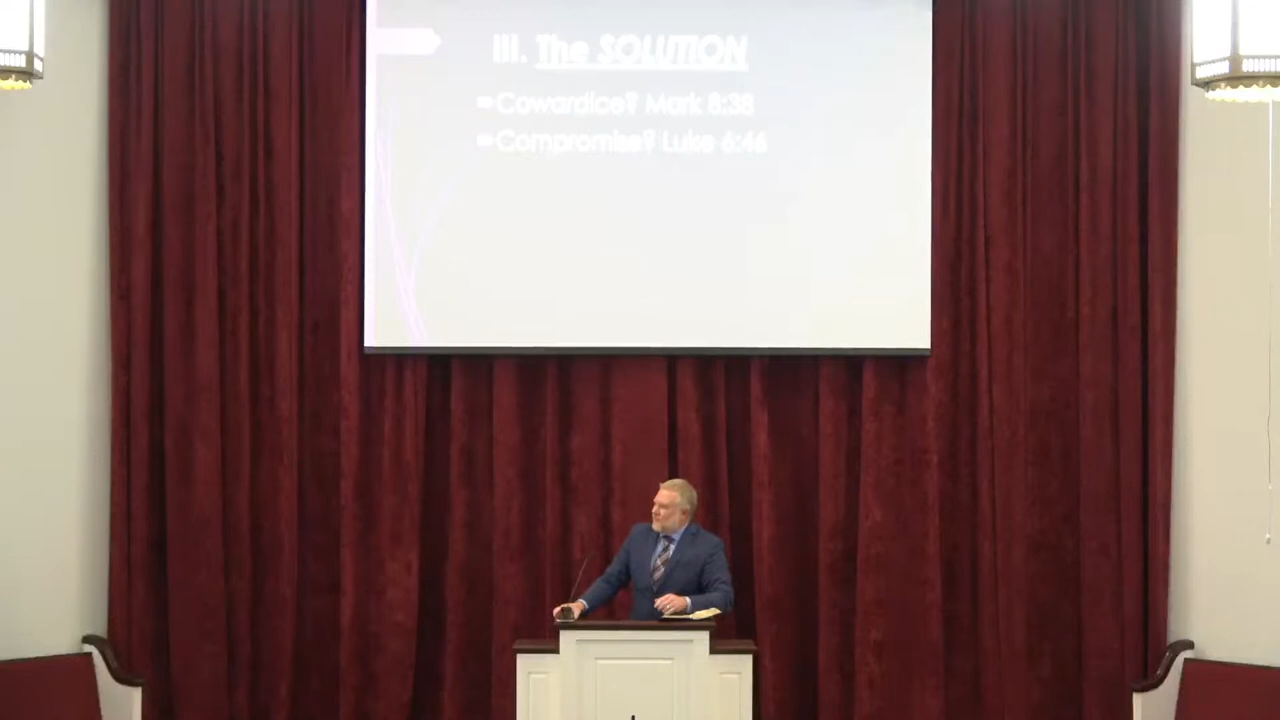 III. The SOLUTION
Cowardice? Mark 8:38
Compromise? Luke 6:46